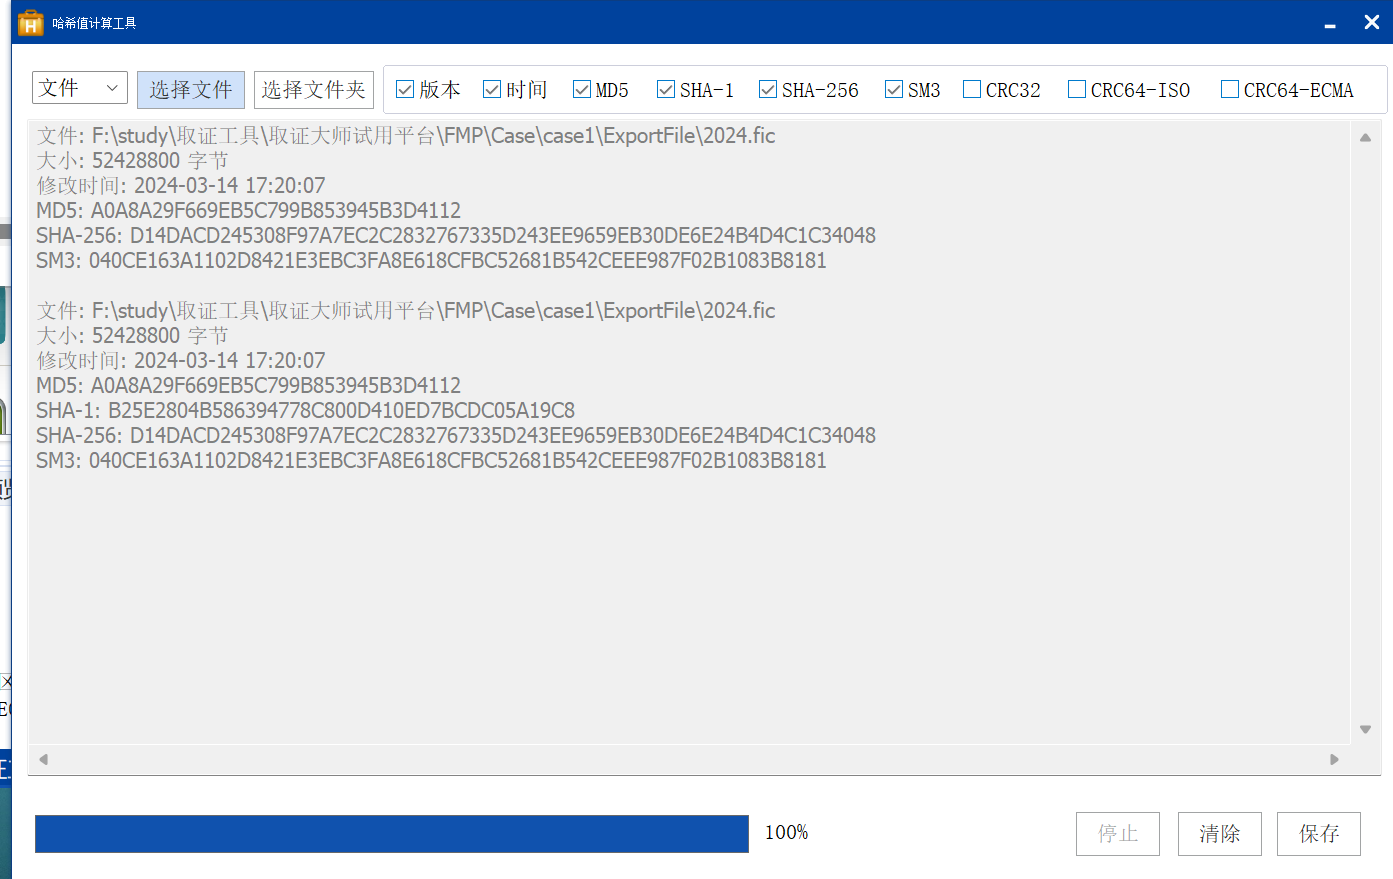 哈希值计算工具
文件 选择文件 选择文件夹 版本 时间 MD5 SHA-1 SHA-256 SM3 CRC32 CRC64-ISO CRC64-ECMA
文件: F:\study\取证工具\取证大师试用平台\FMP\Case\case1\ExportFile\2024.fic
大小: 52428800 字节
修改时间: 2024-03-14 17:20:07
MD5: A0A8A29F669EB5C799B853945B3D4112
SHA-256: D14DACD245308F97A7EC2C2832767335D243EE9659EB30DE6E24B4D4C1C34048
SM3: 040CE163A1102D8421E3EBC3FA8E618CFBC52681B542CEEE987F02B1083B8181
文件: F:\study\取证工具\取证大师试用平台\FMP\Case\case1\ExportFile\2024.fic
大小: 52428800 字节
修改时间: 2024-03-14 17:20:07
MD5: A0A8A29F669EB5C799B853945B3D4112
SHA-1: B25E2804B586394778C800D410ED7BCDC05A19C8
SHA-256: D14DACD245308F97A7EC2C2832767335D243EE9659EB30DE6E24B4D4C1C34048
SM3: 040CE163A1102D8421E3EBC3FA8E618CFBC52681B542CEEE987F02B1083B8181
100% 停止 清除 保存